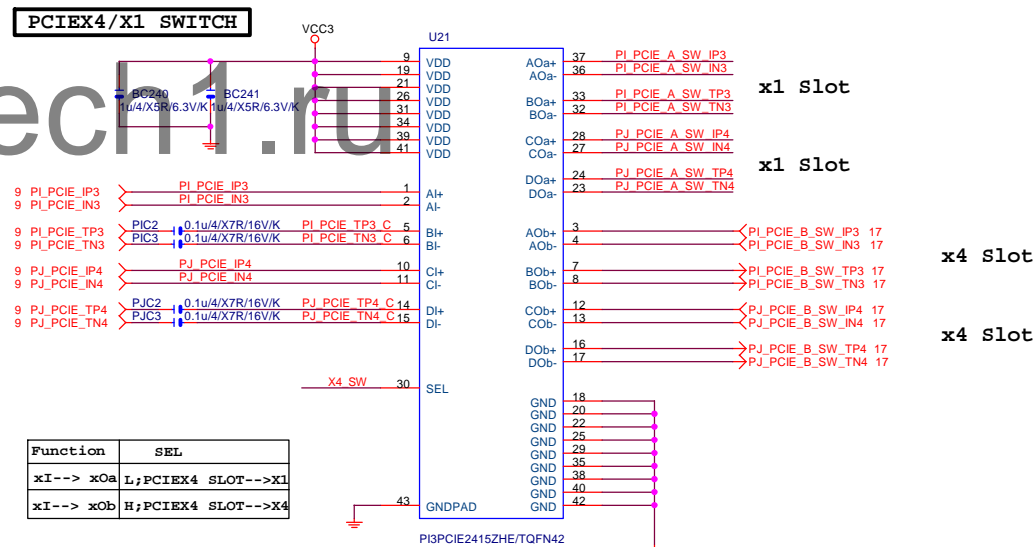 PCIEX4/X1 SWITCH
VCC3
U21
ech1.ru
BC240
1u/4/X5R/6.3V/K
BC241
1u/4/X5R/6.3V/K
9 VDD
19 VDD
21 VDD
26 VDD
31 VDD
34 VDD
39 VDD
41 VDD
AOa+ 37 PI_PCIE_A_SW_IP3
AOa- 36 PI_PCIE_A_SW_IN3
BOa+ 33 PI_PCIE_A_SW_TP3
BOa- 32 PI_PCIE_A_SW_TN3
x1 Slot
COa+ 28 PJ_PCIE_A_SW_IP4
COa- 27 PJ_PCIE_A_SW_IN4
DOa+ 24 PJ_PCIE_A_SW_TP4
DOa- 23 PJ_PCIE_A_SW_TN4
x1 Slot
9 PI_PCIE_IP3 PI_PCIE_IP3 1 AI+
9 PI_PCIE_IN3 PI_PCIE_IN3 2 AI-
9 PI_PCIE_TP3 PIC2 0.1u/4/X7R/16V/K PI_PCIE_TP3_C 5 BI+
9 PI_PCIE_TN3 PIC3 0.1u/4/X7R/16V/K PI_PCIE_TN3_C 6 BI-
9 PJ_PCIE_IP4 PJ_PCIE_IP4 10 CI+
9 PJ_PCIE_IN4 PJ_PCIE_IN4 11 CI-
9 PJ_PCIE_TP4 PJC2 0.1u/4/X7R/16V/K PJ_PCIE_TP4_C 14 DI+
9 PJ_PCIE_TN4 PJC3 0.1u/4/X7R/16V/K PJ_PCIE_TN4_C 15 DI-
AOb+ 3 PI_PCIE_B_SW_IP3 17
AOb- 4 PI_PCIE_B_SW_IN3 17
BOb+ 7 PI_PCIE_B_SW_TP3 17
BOb- 8 PI_PCIE_B_SW_TN3 17
x4 Slot
COb+ 12 PJ_PCIE_B_SW_IP4 17
COb- 13 PJ_PCIE_B_SW_IN4 17
DOb+ 16 PJ_PCIE_B_SW_TP4 17
DOb- 17 PJ_PCIE_B_SW_TN4 17
x4 Slot
X4_SW 30 SEL
GND 18
GND 20
GND 22
GND 25
GND 29
GND 35
GND 38
GND 40
GND 42
43 GNDPAD
PI3PCIE2415ZHE/TQFN42
Function SEL
xI--> xOa L;PCIEX4 SLOT-->X1
xI--> xOb H;PCIEX4 SLOT-->X4